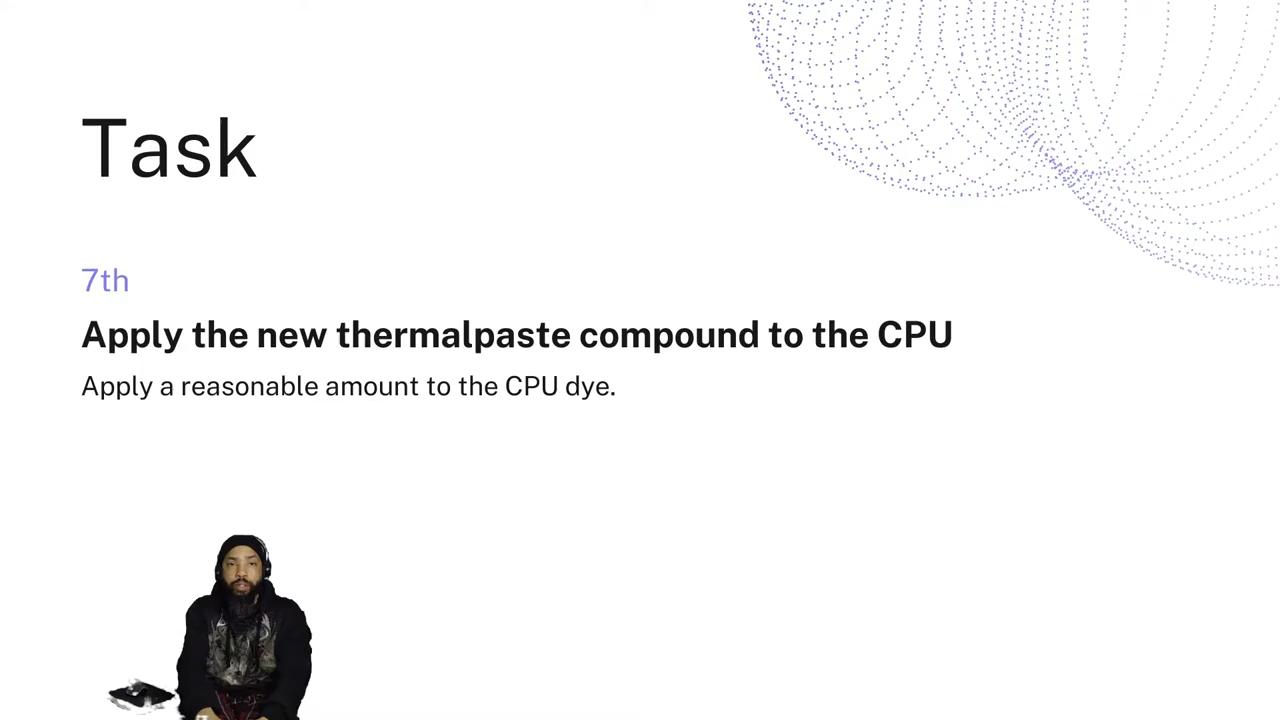 Task
7th
Apply the new thermalpaste compound to the CPU
Apply a reasonable amount to the CPU dye.